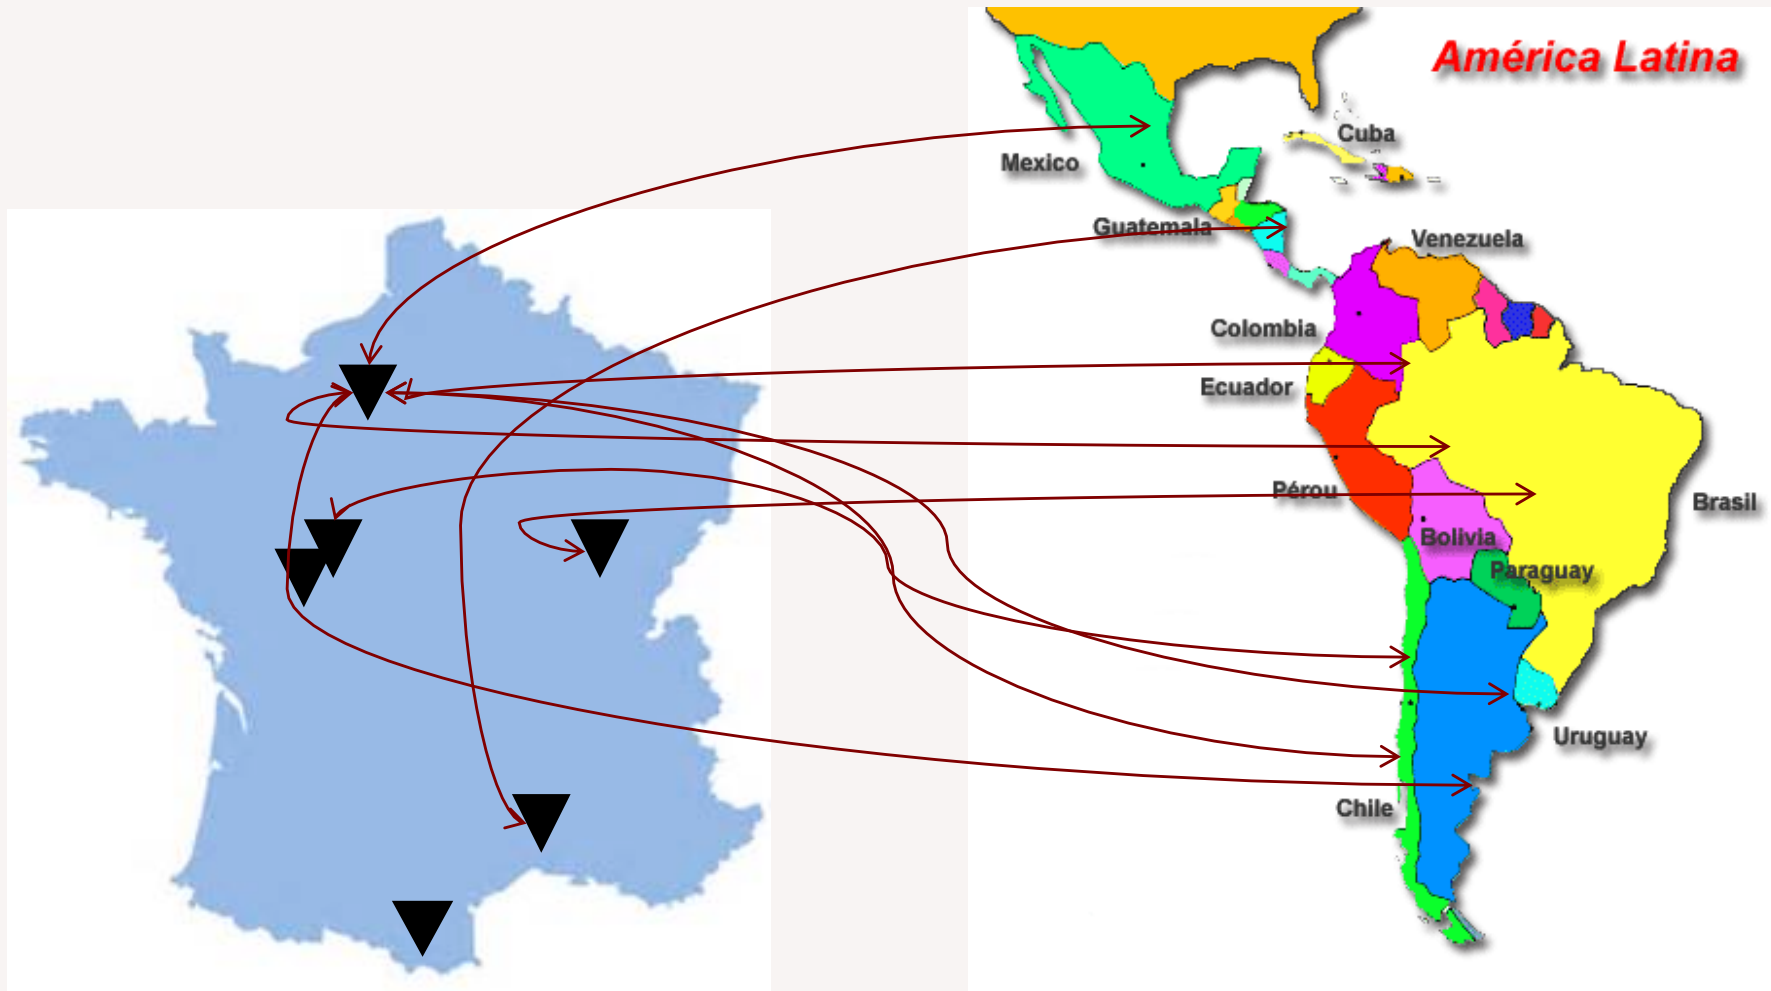 América Latina
Cuba
Mexico
Guatemala
Venezuela
Colombia
Ecuador
Pérou
Brasil
Bolivia
Paraguay
Uruguay
Chile